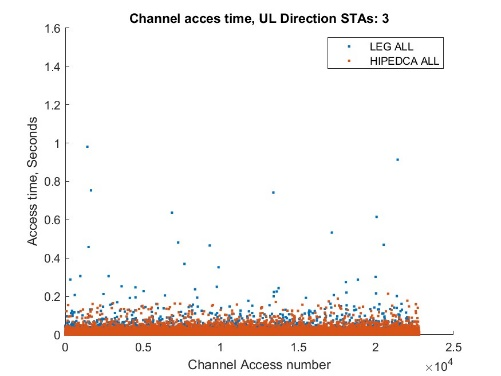 Channel acces time, UL Direction STAs: 3
1.6
1.4
1.2
1
0.8
0.6
0.4
0.2
0
Access time, Seconds
LEG ALL
HIPEDCA ALL
0 0.5 1 1.5 2 2.5
×10⁴
Channel Access number